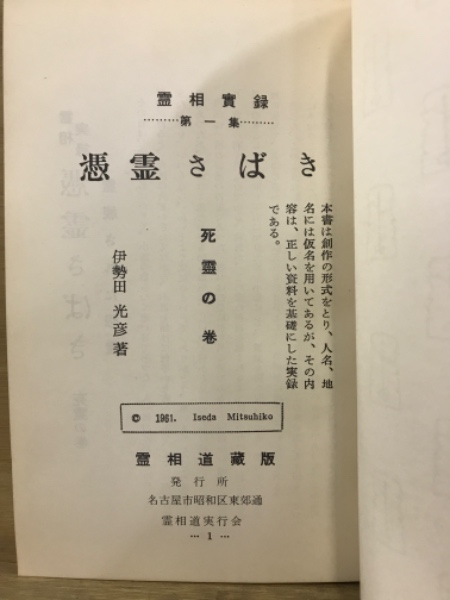 霊相實録
………第一集………
憑霊さばき
本書は創作の形式をとり、人名、地
名には仮名を用いてあるが、その内
容は、正しい資料を基礎にした実録
である。
死靈の巻
伊勢田光彦著
© 1961. Iseda Mitsuhiko
霊相道藏版
発行所
名古屋市昭和区東郊通
霊相道実行会
… 1 …